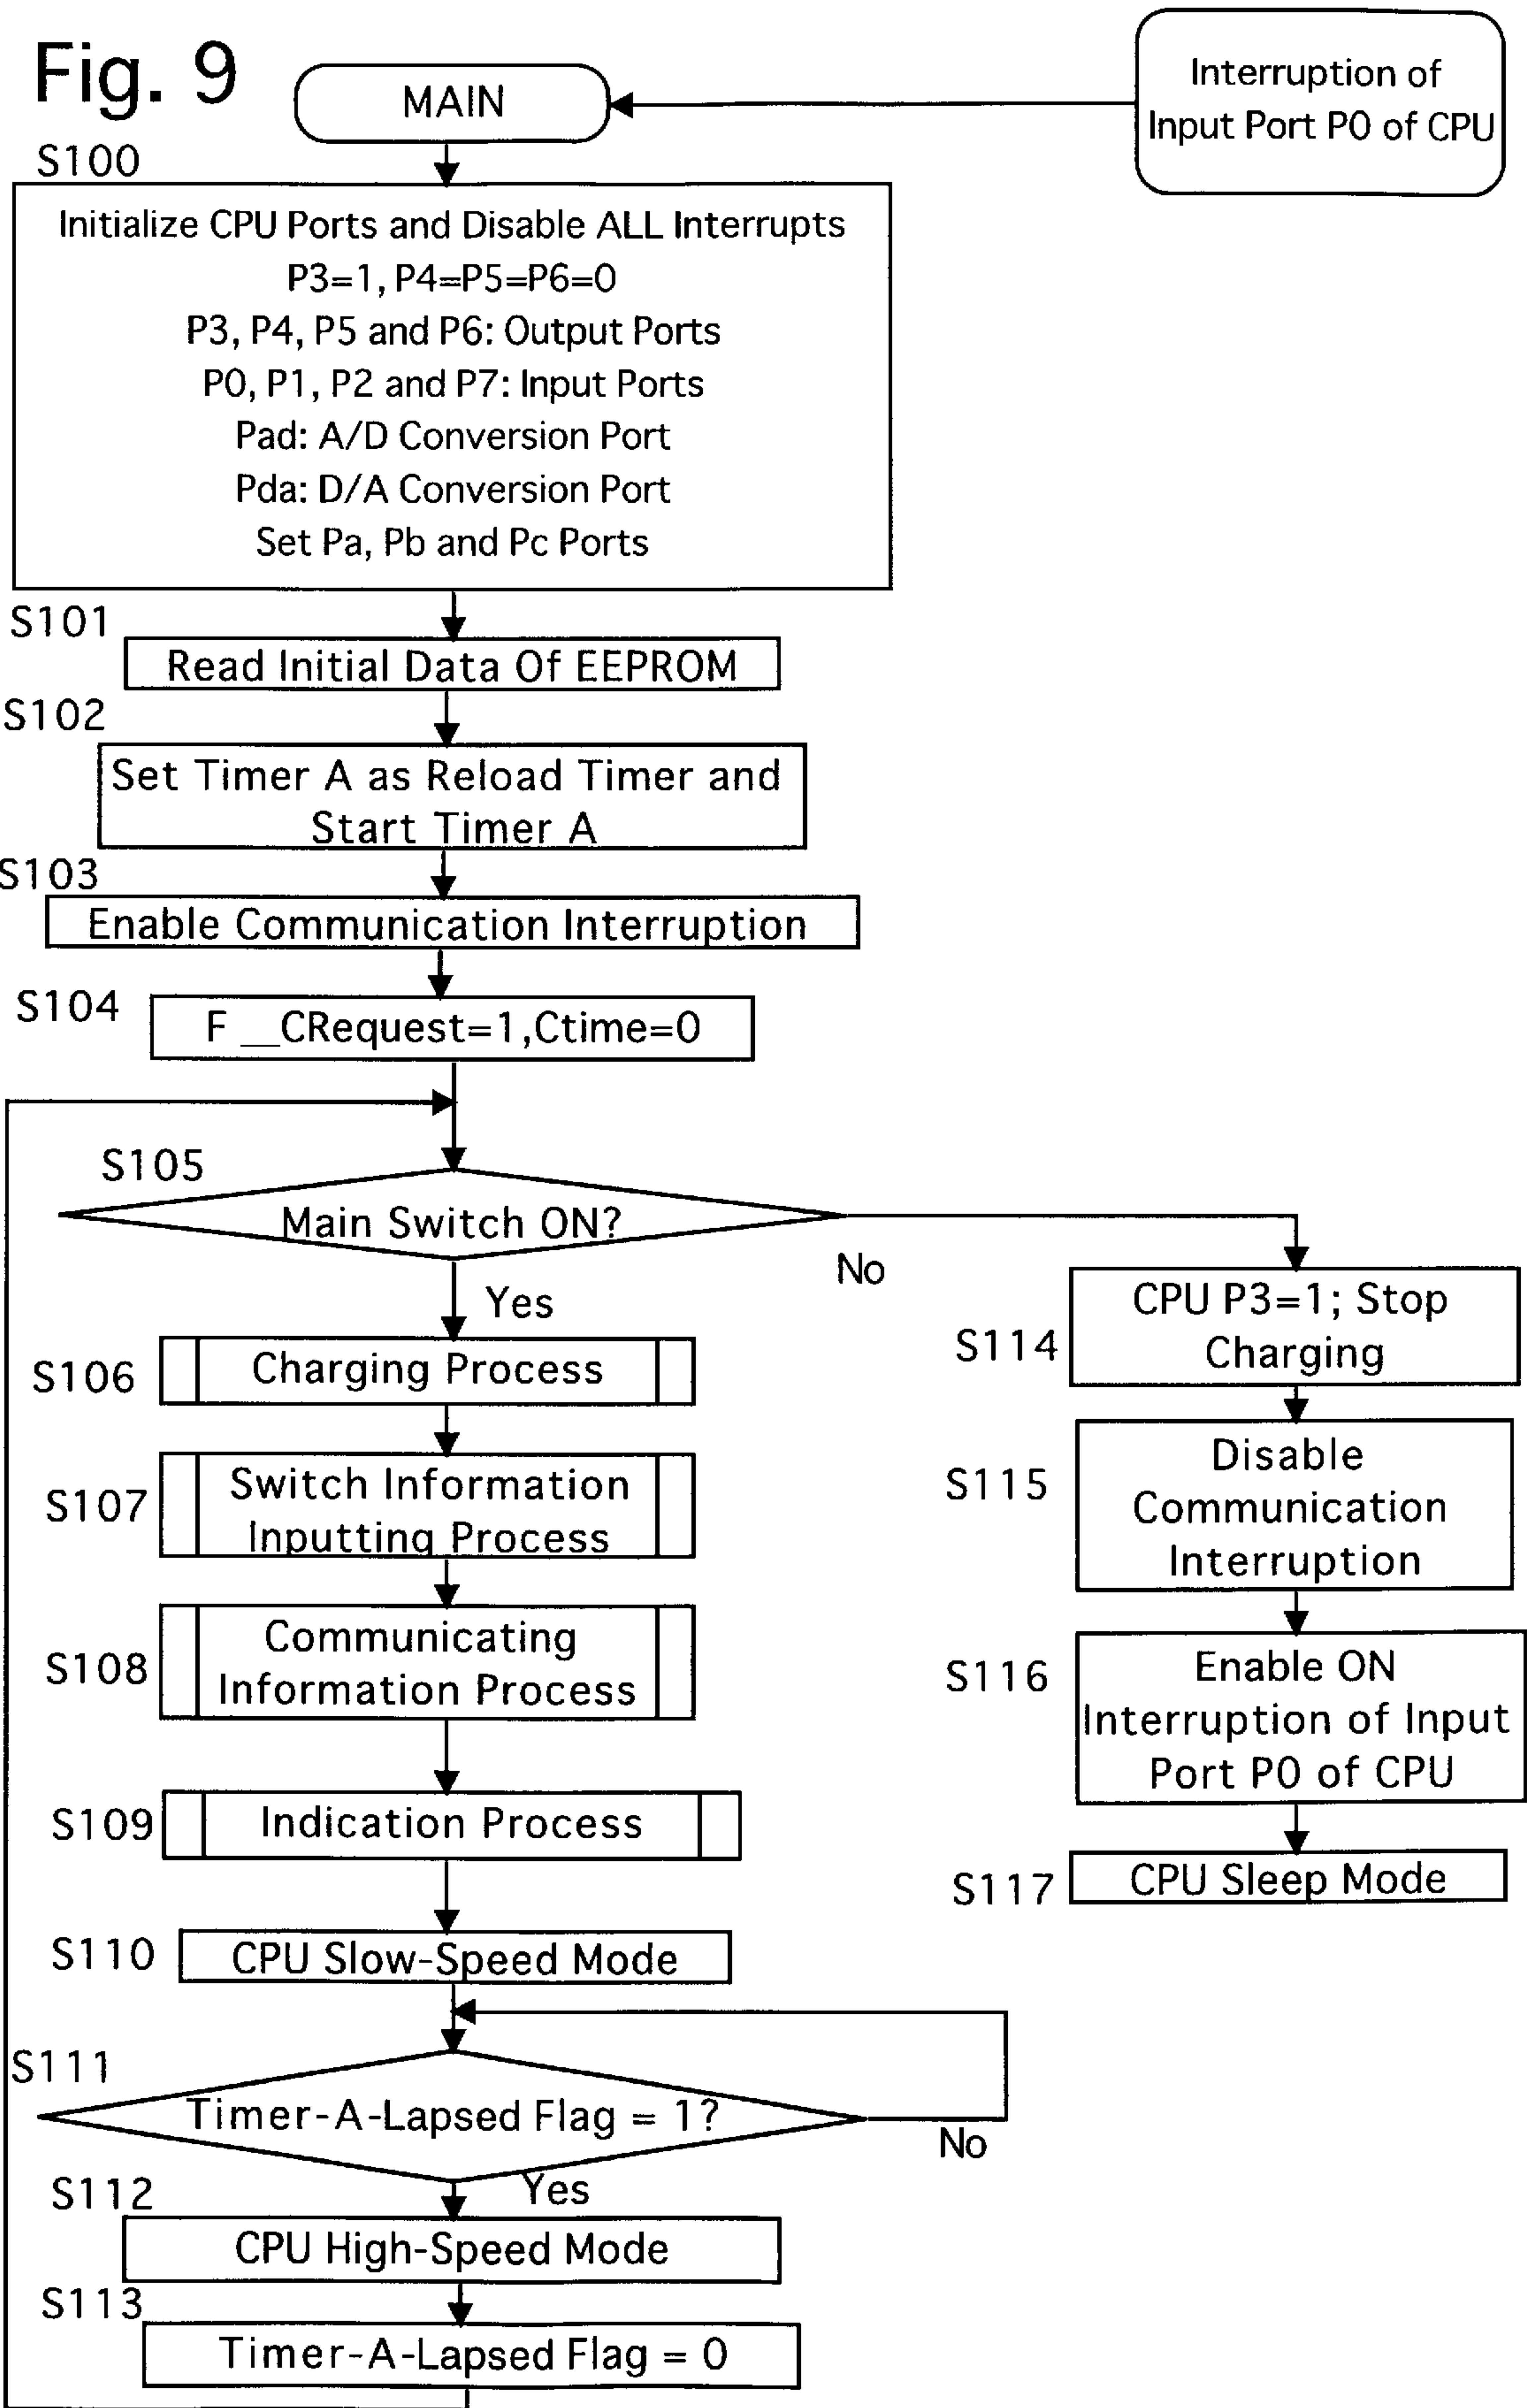 Fig. 9
MAIN
Interruption of
Input Port P0 of CPU
S100
Initialize CPU Ports and Disable ALL Interrupts
P3=1, P4=P5=P6=0
P3, P4, P5 and P6: Output Ports
P0, P1, P2 and P7: Input Ports
Pad: A/D Conversion Port
Pda: D/A Conversion Port
Set Pa, Pb and Pc Ports
S101
Read Initial Data Of EEPROM
S102
Set Timer A as Reload Timer and
Start Timer A
S103
Enable Communication Interruption
S104
F __CRequest=1,Ctime=0
S105
Main Switch ON?
No
Yes
S106
Charging Process
S107
Switch Information
Inputting Process
S108
Communicating
Information Process
S109
Indication Process
S110
CPU Slow-Speed Mode
S111
Timer-A-Lapsed Flag = 1?
No
Yes
S112
CPU High-Speed Mode
S113
Timer-A-Lapsed Flag = 0
S114
CPU P3=1; Stop
Charging
S115
Disable
Communication
Interruption
S116
Enable ON
Interruption of Input
Port P0 of CPU
S117
CPU Sleep Mode